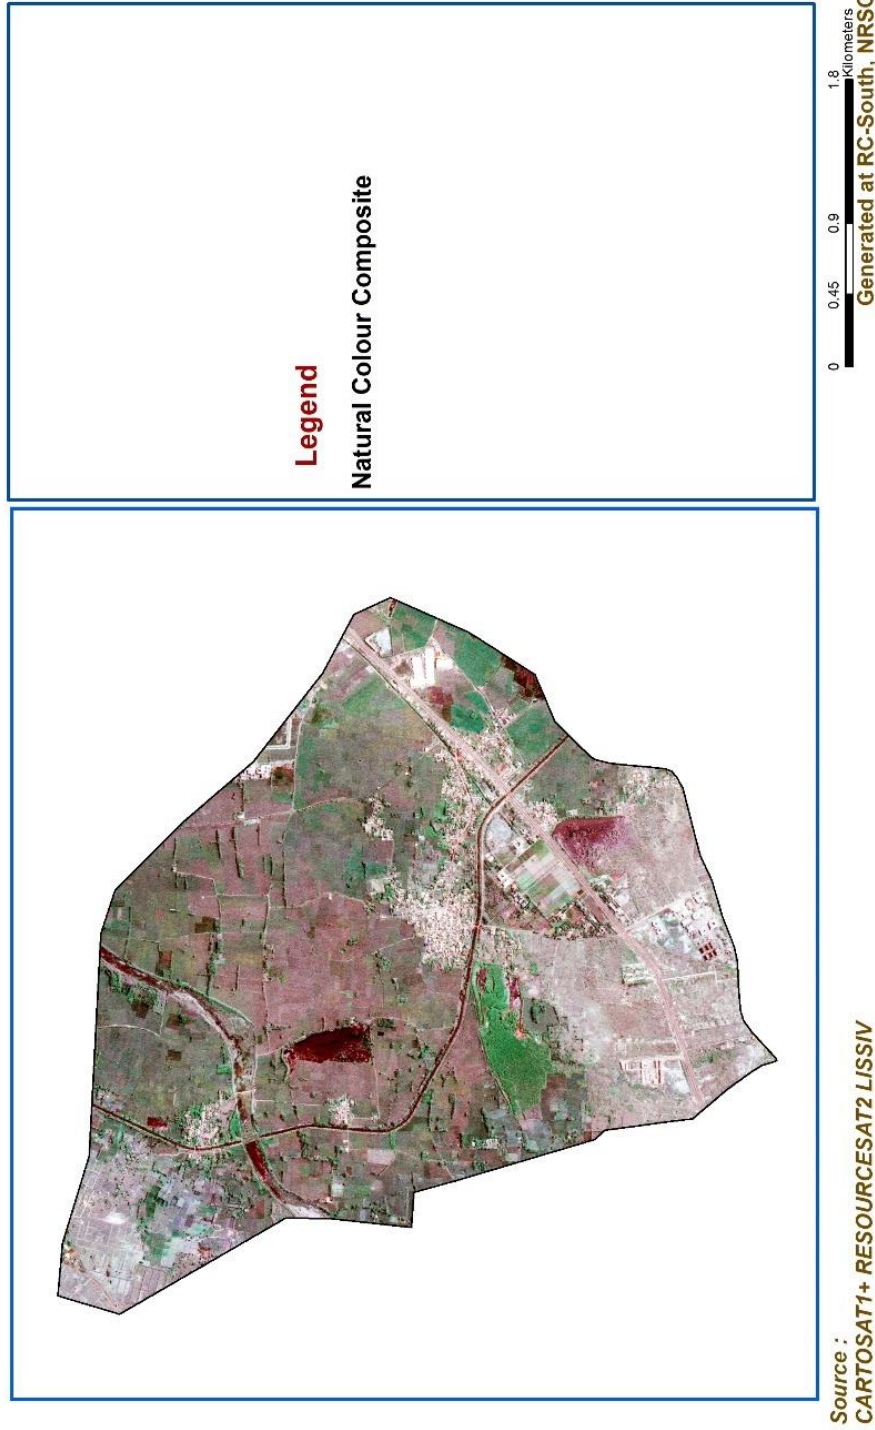 Legend
Natural Colour Composite
0 0.45 0.9 1.8
Kilometers
Source :
CARTOSAT1+ RESOURCESAT2 LISSIV
Generated at RC-South, NRSC